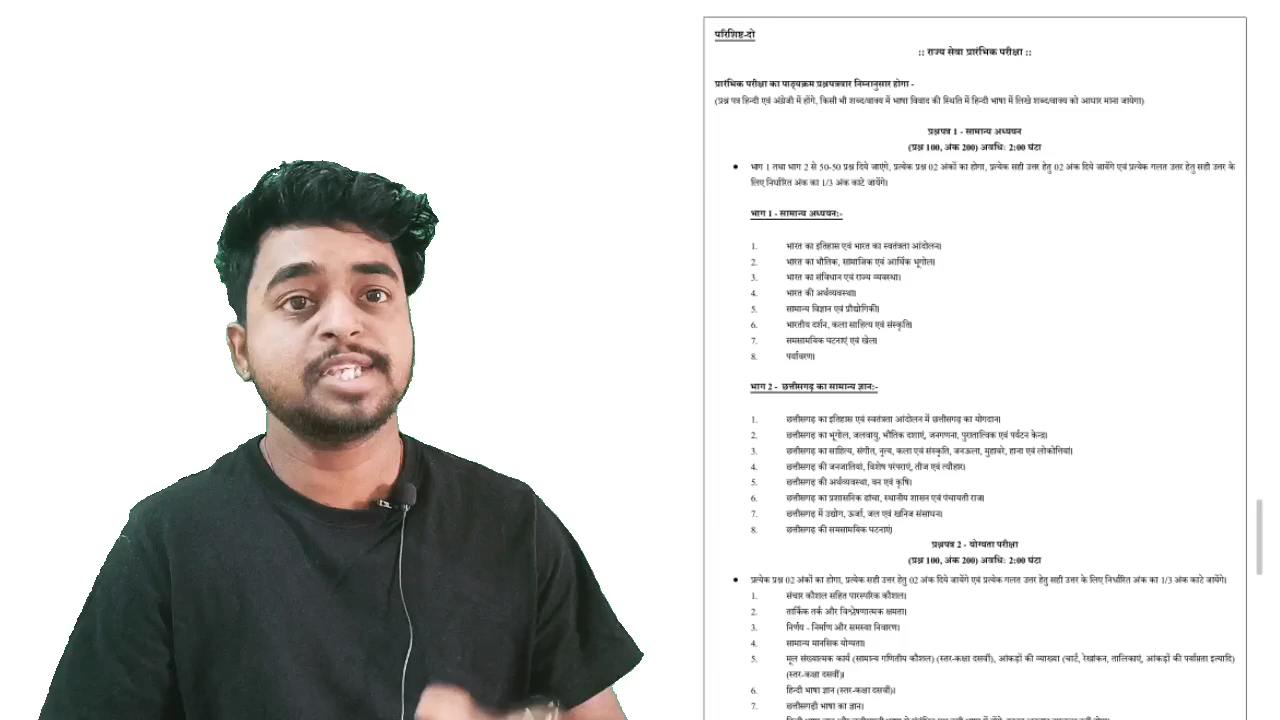 परिशिष्ट-दो
:: राज्य सेवा प्रारंभिक परीक्षा ::
प्रारंभिक परीक्षा का पाठ्यक्रम प्रश्नपत्रवार निम्नानुसार होगा -
(प्रश्न पत्र हिन्दी एवं अंग्रेजी में होंगे, किसी भी शब्द/वाक्य में भाषा विवाद की स्थिति में हिन्दी भाषा में लिखे शब्द/वाक्य को आधार माना जायेगा)
प्रश्नपत्र 1 - सामान्य अध्ययन
(प्रश्न 100, अंक 200) अवधिः 2:00 घंटा
● भाग 1 तथा भाग 2 से 50-50 प्रश्न दिये जाएंगे, प्रत्येक प्रश्न 02 अंकों का होगा, प्रत्येक सही उत्तर हेतु 02 अंक दिये जायेंगे एवं प्रत्येक गलत उत्तर हेतु सही उत्तर के
लिए निर्धारित अंक का 1/3 अंक काटे जायेंगे।
भाग 1 - सामान्य अध्ययन:-
1. भारत का इतिहास एवं भारत का स्वतंत्रता आंदोलन।
2. भारत का भौतिक, सामाजिक एवं आर्थिक भूगोल।
3. भारत का संविधान एवं राज्य व्यवस्था।
4. भारत की अर्थव्यवस्था।
5. सामान्य विज्ञान एवं प्रौद्योगिकी।
6. भारतीय दर्शन, कला साहित्य एवं संस्कृति।
7. समसामयिक घटनाएं एवं खेल।
8. पर्यावरण।
भाग 2 - छत्तीसगढ़ का सामान्य ज्ञान:-
1. छत्तीसगढ़ का इतिहास एवं स्वतंत्रता आंदोलन में छत्तीसगढ़ का योगदान।
2. छत्तीसगढ़ का भूगोल, जलवायु, भौतिक दशाएं, जनगणना, पुरातात्विक एवं पर्यटन केन्द्र।
3. छत्तीसगढ़ का साहित्य, संगीत, नृत्य, कला एवं संस्कृति, जनऊला, मुहावरे, हाना एवं लोकोत्तियां।
4. छत्तीसगढ़ की जनजातियां, विशेष परंपराएं, तीज एवं त्यौहार।
5. छत्तीसगढ़ की अर्थव्यवस्था, वन एवं कृषि।
6. छत्तीसगढ़ का प्रशासनिक ढांचा, स्थानीय शासन एवं पंचायती राज।
7. छत्तीसगढ़ में उद्योग, ऊर्जा, जल एवं खनिज संसाधन।
8. छत्तीसगढ़ की समसामयिक घटनाएं|
प्रश्नपत्र 2 - योग्यता परीक्षा
(प्रश्न 100, अंक 200) अवधिः 2:00 घंटा
● प्रत्येक प्रश्न 02 अंकों का होगा, प्रत्येक सही उत्तर हेतु 02 अंक दिये जायेंगे एवं प्रत्येक गलत उत्तर हेतु सही उत्तर के लिए निर्धारित अंक का 1/3 अंक काटे जायेंगे।
1. संचार कौशल सहित पारस्परिक कौशल।
2. तार्किक तर्क और विश्लेषणात्मक क्षमता।
3. निर्णय - निर्माण और समस्या निवारण।
4. सामान्य मानसिक योग्यता।
5. मूल संख्यात्मक कार्य (सामान्य गणितीय कौशल) (स्तर-कक्षा दसवीं), आंकड़ों की व्याख्या (चार्ट, रेखांकन, तालिकाएं, आंकड़ों की पर्याप्तता इत्यादि)
(स्तर-कक्षा दसवीं)।
6. हिन्दी भाषा ज्ञान (स्तर-कक्षा दसवीं)।
7. छत्तीसगढ़ी भाषा का ज्ञान।